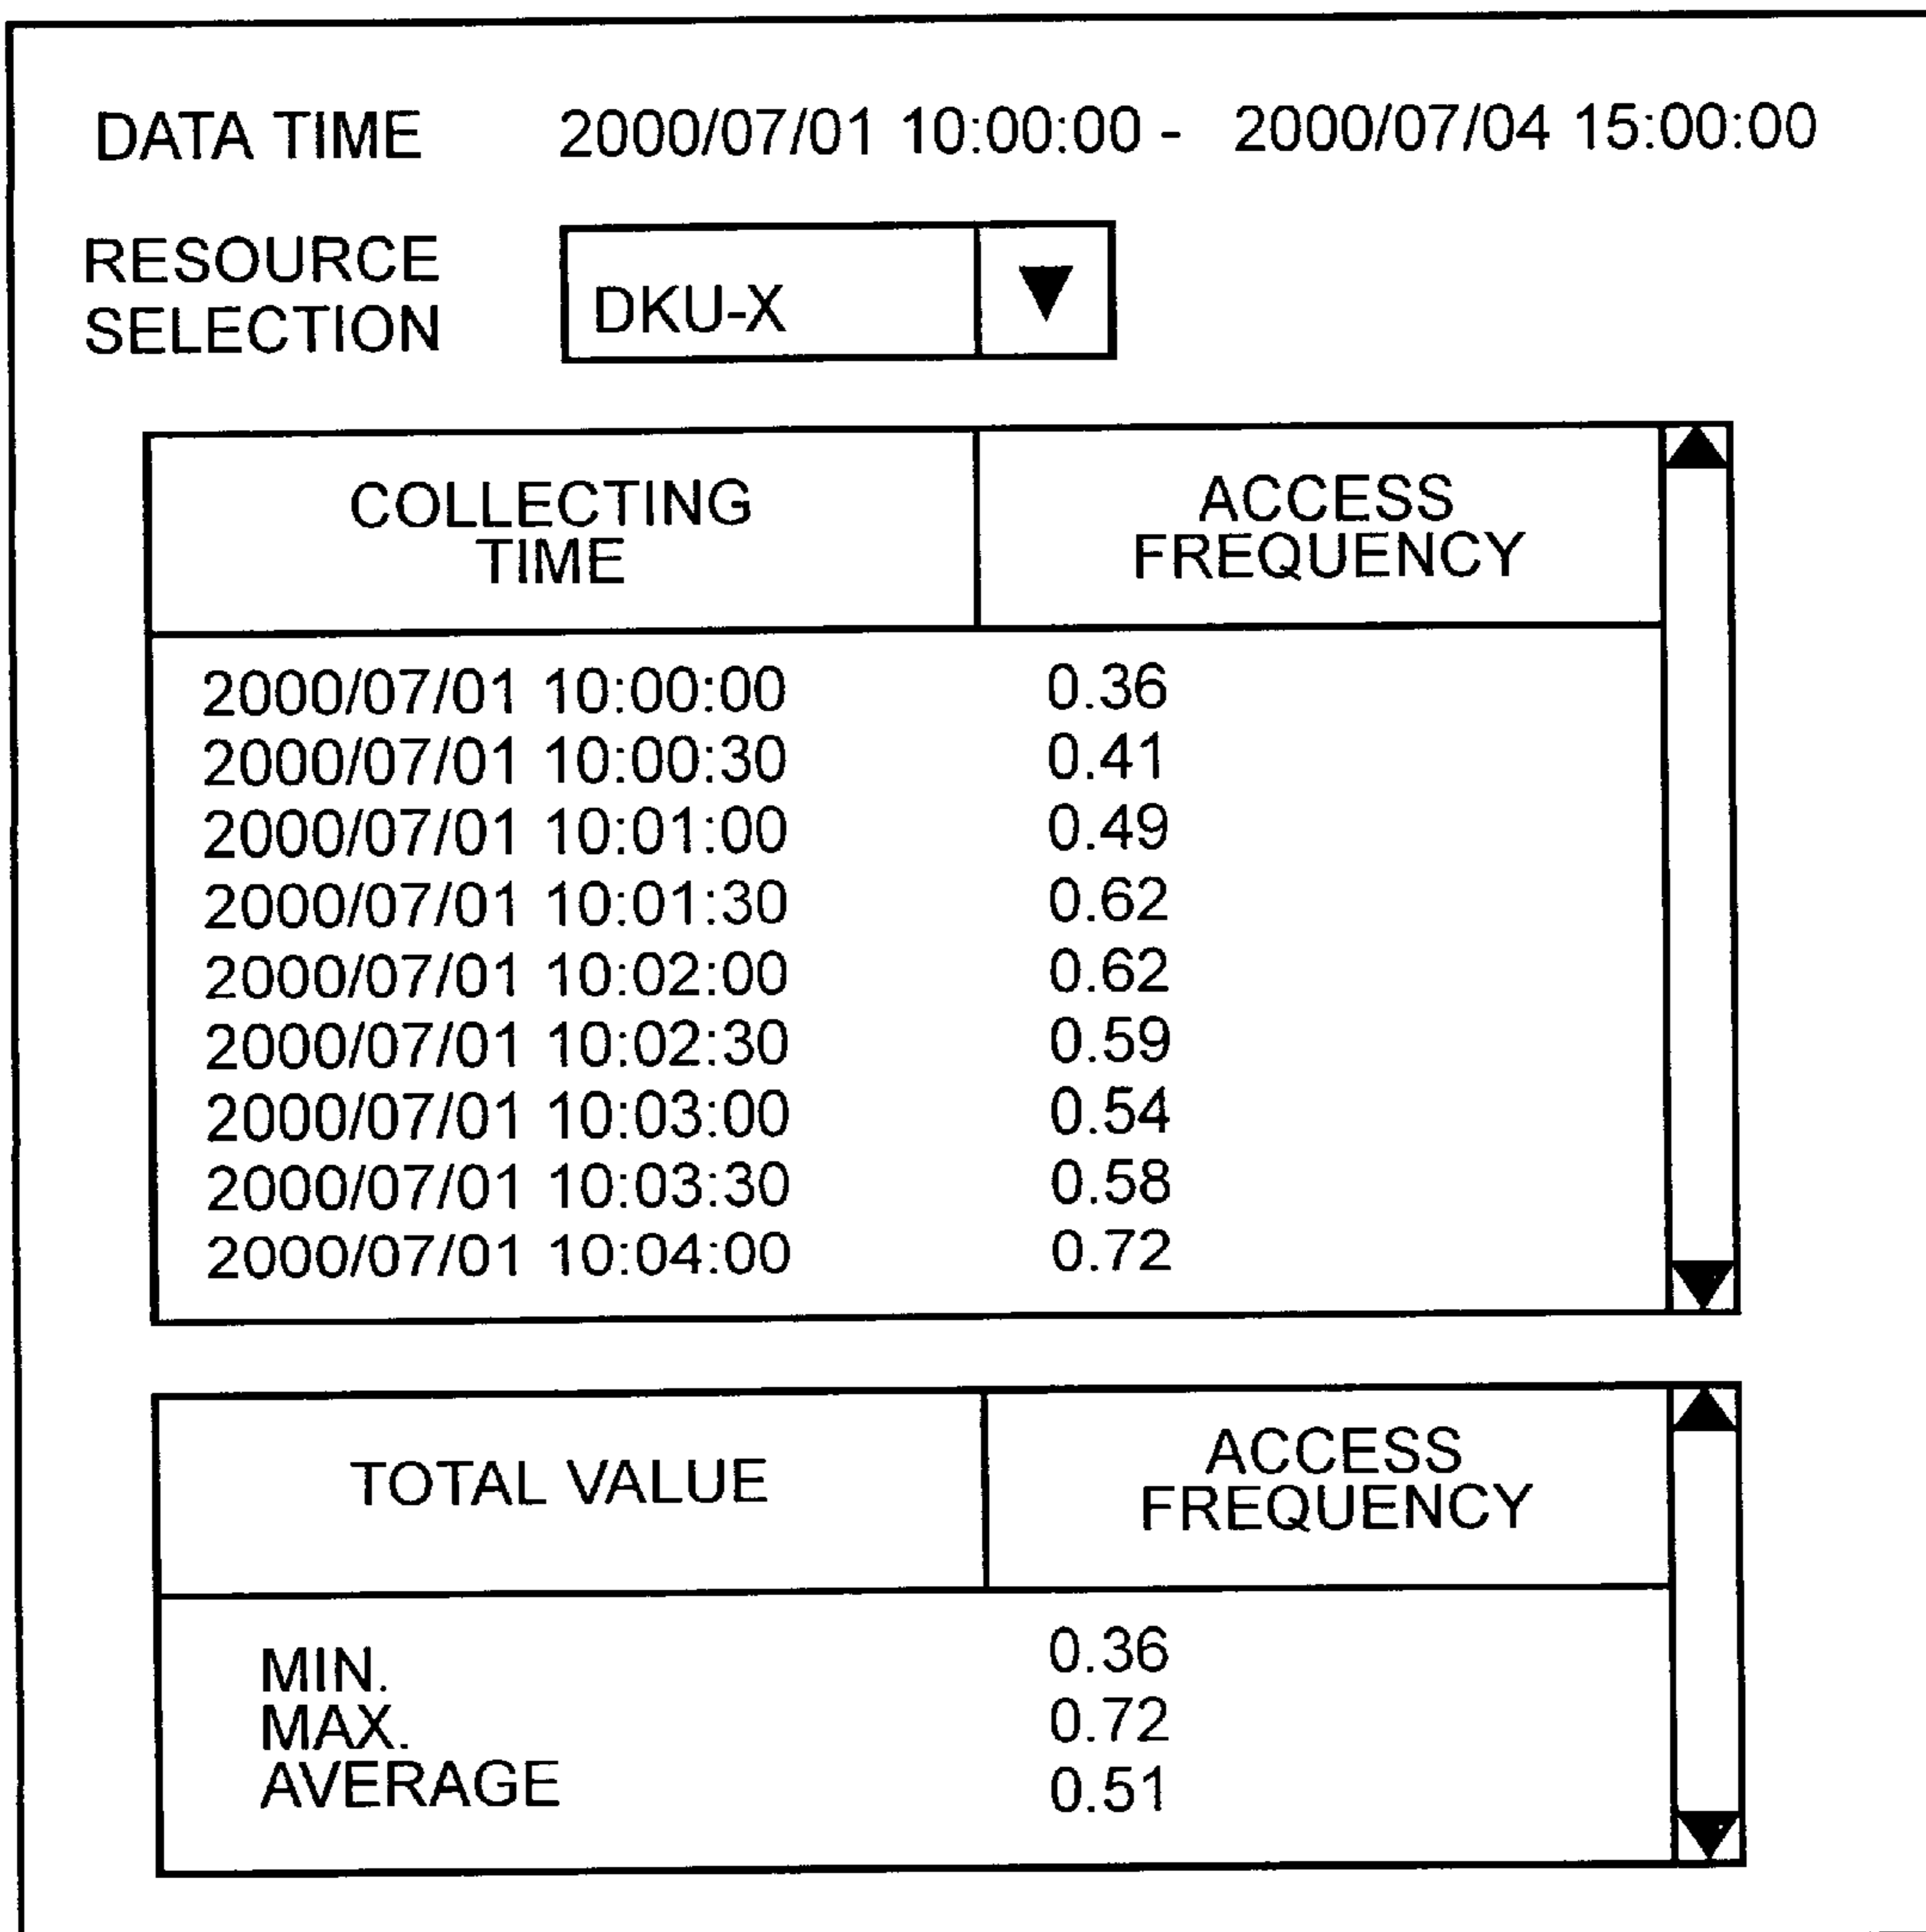 DATA TIME 2000/07/01 10:00:00 - 2000/07/04 15:00:00
RESOURCE
SELECTION
DKU-X
COLLECTING
TIME
ACCESS
FREQUENCY
2000/07/01 10:00:00 0.36
2000/07/01 10:00:30 0.41
2000/07/01 10:01:00 0.49
2000/07/01 10:01:30 0.62
2000/07/01 10:02:00 0.62
2000/07/01 10:02:30 0.59
2000/07/01 10:03:00 0.54
2000/07/01 10:03:30 0.58
2000/07/01 10:04:00 0.72
TOTAL VALUE
ACCESS
FREQUENCY
MIN. 0.36
MAX. 0.72
AVERAGE 0.51